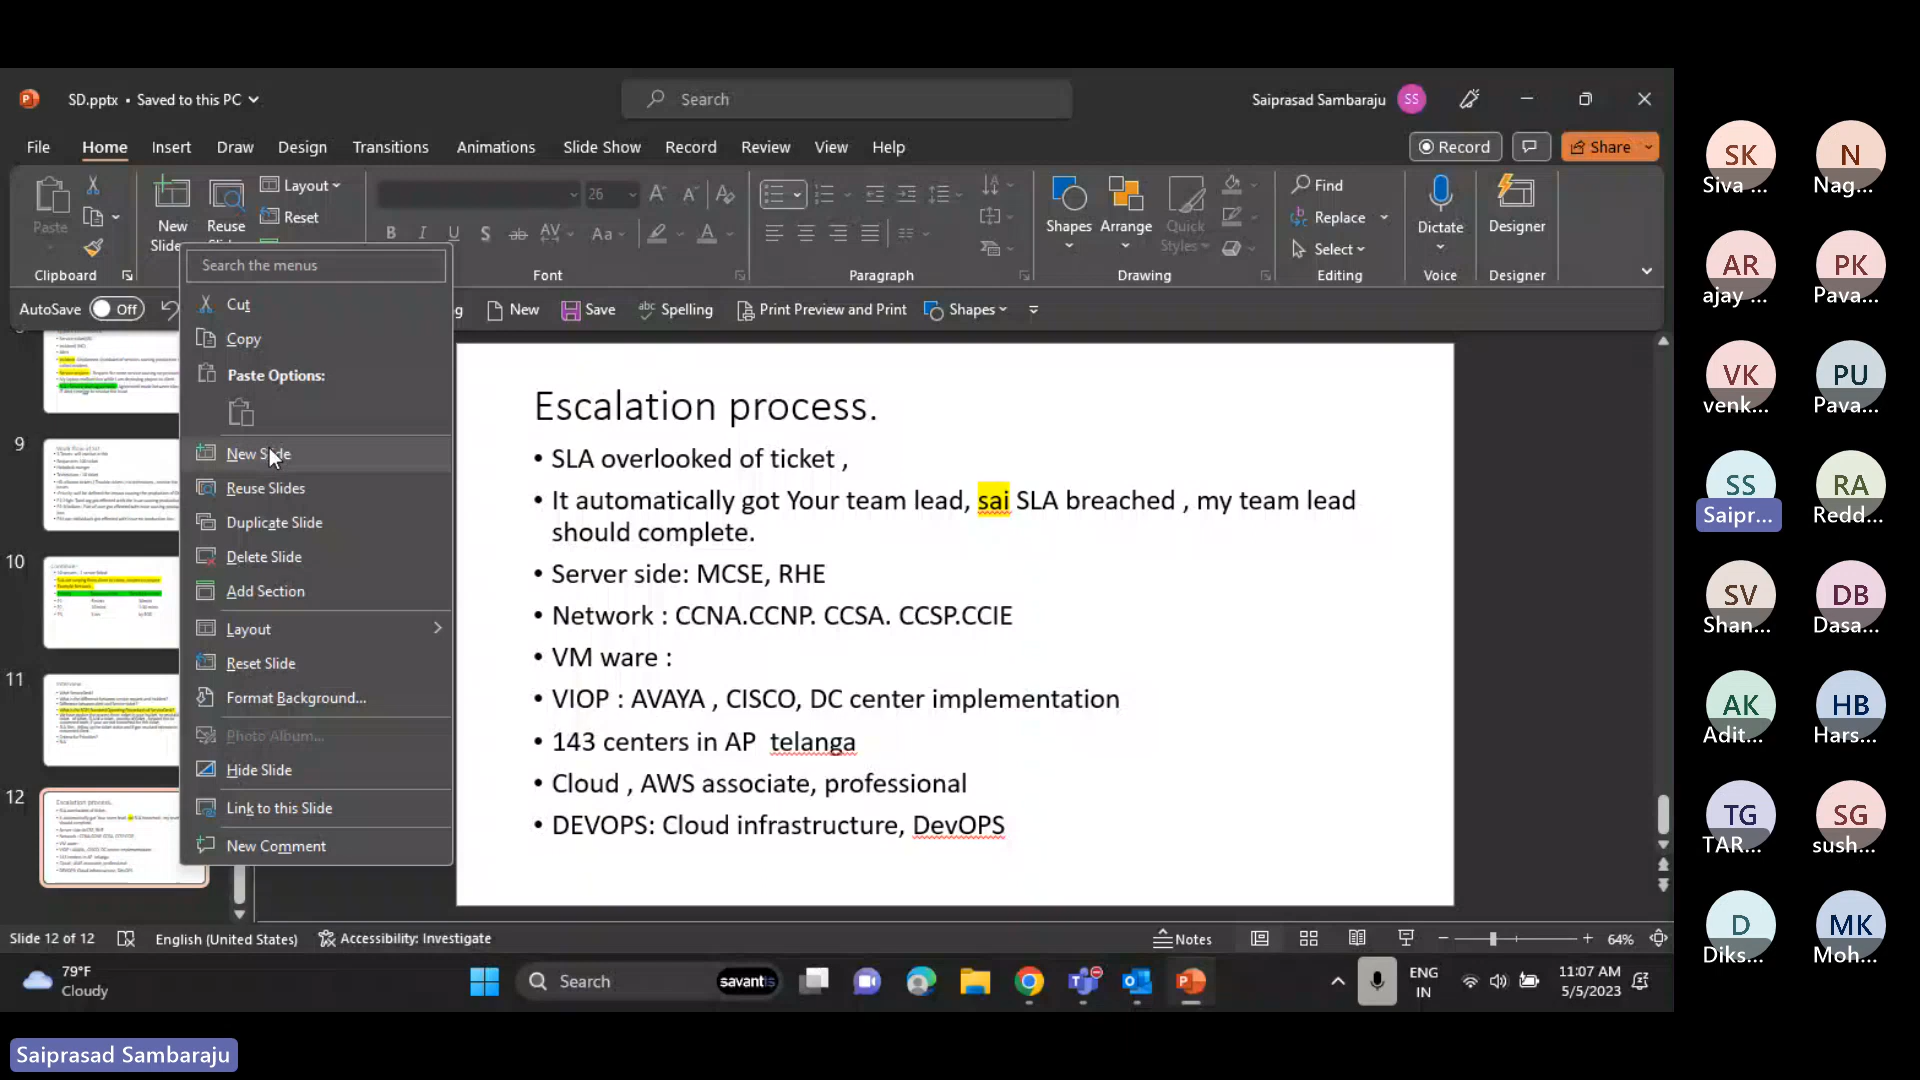 SD.pptx • Saved to this PC
Search
Saiprasad Sambaraju SS
File Home Insert Draw Design Transitions Animations Slide Show Record Review View Help
Record
Share
Paste
New
Slide
Reuse
Layout
Reset
26
B I U S ab AV Aa A
Shapes Arrange Quick
Styles
Find
Replace
Select
Dictate
Designer
Clipboard Font Paragraph Drawing Editing Voice Designer
AutoSave Off
g New Save Spelling Print Preview and Print Shapes
Search the menus
Cut
Copy
Paste Options:
New Slide
Reuse Slides
Duplicate Slide
Delete Slide
Add Section
Layout
Reset Slide
Format Background...
Photo Album...
Hide Slide
Link to this Slide
New Comment
9
10
11
12
Escalation process.
• SLA overlooked of ticket ,
• It automatically got Your team lead, sai SLA breached , my team lead
should complete.
• Server side: MCSE, RHE
• Network : CCNA.CCNP. CCSA. CCSP.CCIE
• VM ware :
• VIOP : AVAYA , CISCO, DC center implementation
• 143 centers in AP telanga
• Cloud , AWS associate, professional
• DEVOPS: Cloud infrastructure, DevOPS
Slide 12 of 12 English (United States) Accessibility: Investigate
Notes
64%
79°F
Cloudy
Search
savantis
ENG
IN
11:07 AM
5/5/2023
SK
Siva ...
N
Nag...
AR
ajay ...
PK
Pava...
VK
venk...
PU
Pava...
SS
Saipr...
RA
Redd...
SV
Shan...
DB
Dasa...
AK
Adit...
HB
Hars...
TG
TAR...
SG
sush...
D
Diks...
MK
Moh...
Saiprasad Sambaraju